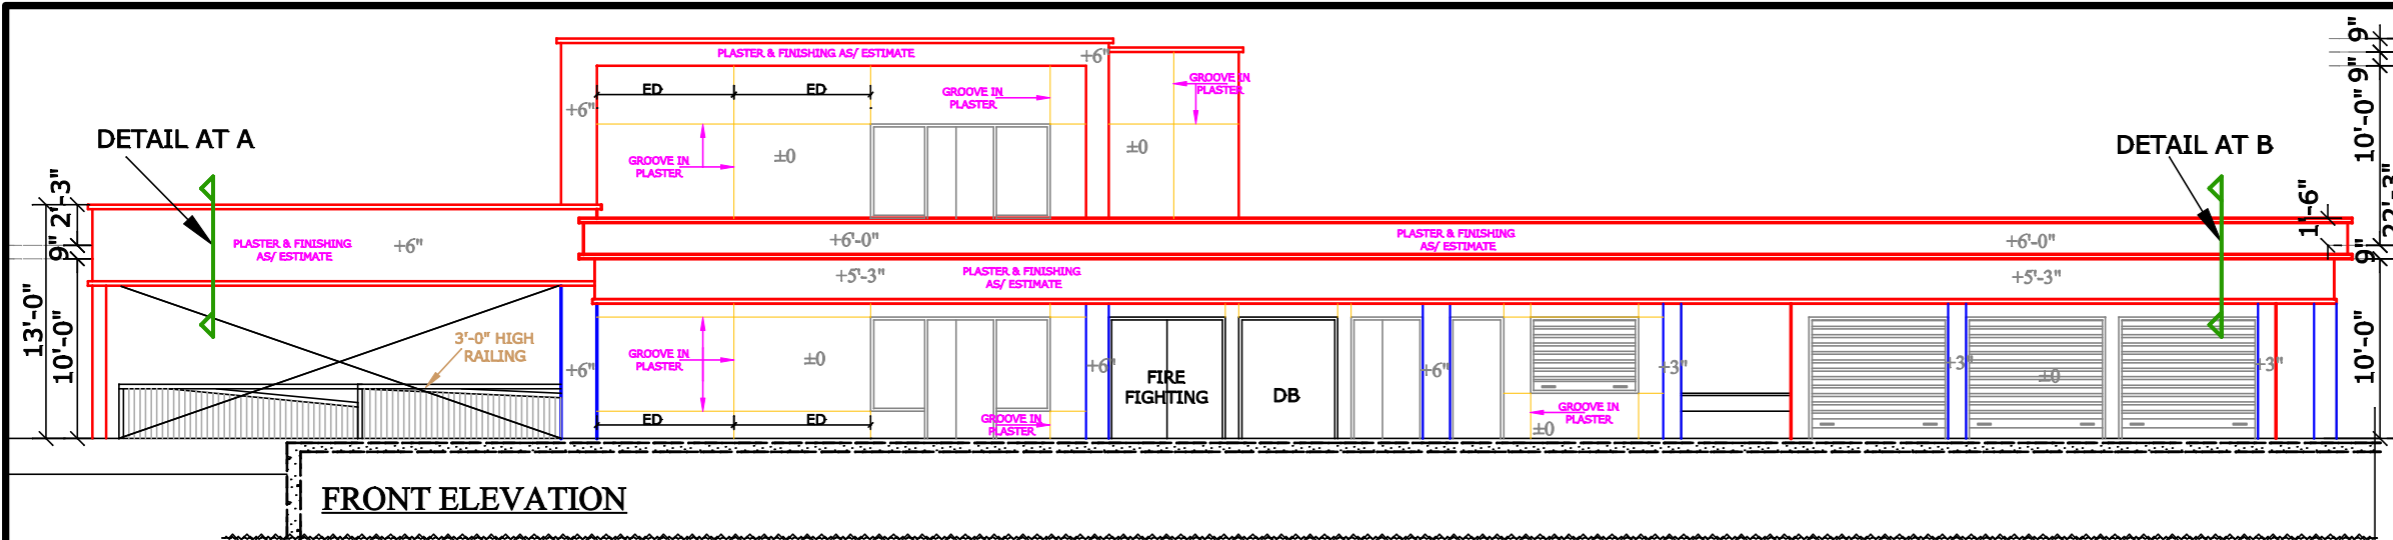 PLASTER & FINISHING AS/ ESTIMATE
+6"
9"
+6"
ED
ED
GROOVE IN
PLASTER
GROOVE IN
PLASTER
9"
DETAIL AT A
GROOVE IN
PLASTER
±0
±0
10'-0"
DETAIL AT B
2'-3"
9"
PLASTER & FINISHING
AS/ ESTIMATE
+6"
+6'-0"
PLASTER & FINISHING
AS/ ESTIMATE
+6'-0"
1'-6"
22'-3"
9"
+5'-3"
PLASTER & FINISHING
AS/ ESTIMATE
+5'-3"
13'-0"
10'-0"
3'-0" HIGH
RAILING
+6"
GROOVE IN
PLASTER
±0
+6"
FIRE
FIGHTING
DB
+6"
+3"
+3"
±0
+3"
10'-0"
ED
ED
GROOVE IN
PLASTER
GROOVE IN
PLASTER
±0
FRONT ELEVATION